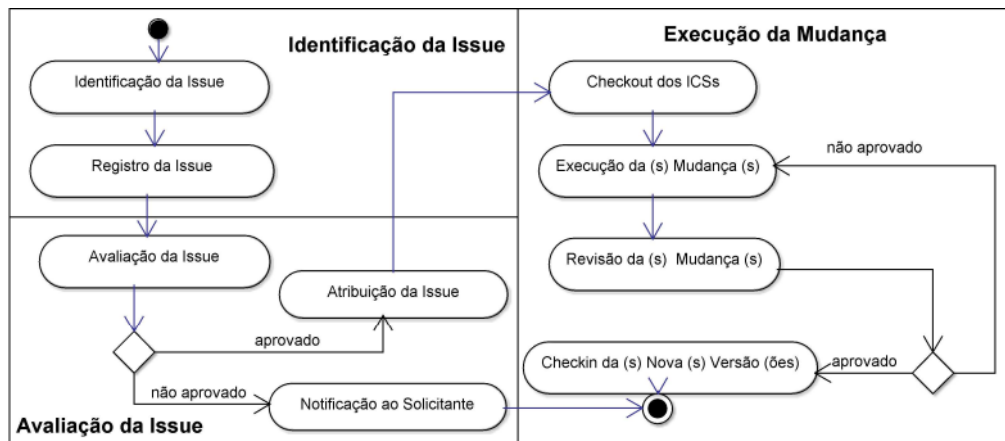 Identificação da Issue
Identificação da Issue
Registro da Issue
Avaliação da Issue
Atribuição da Issue
aprovado
não aprovado
Notificação ao Solicitante
Avaliação da Issue
Execução da Mudança
Checkout dos ICSs
não aprovado
Execução da (s) Mudança (s)
Revisão da (s) Mudança (s)
Checkin da (s) Nova (s) Versão (ões)
aprovado